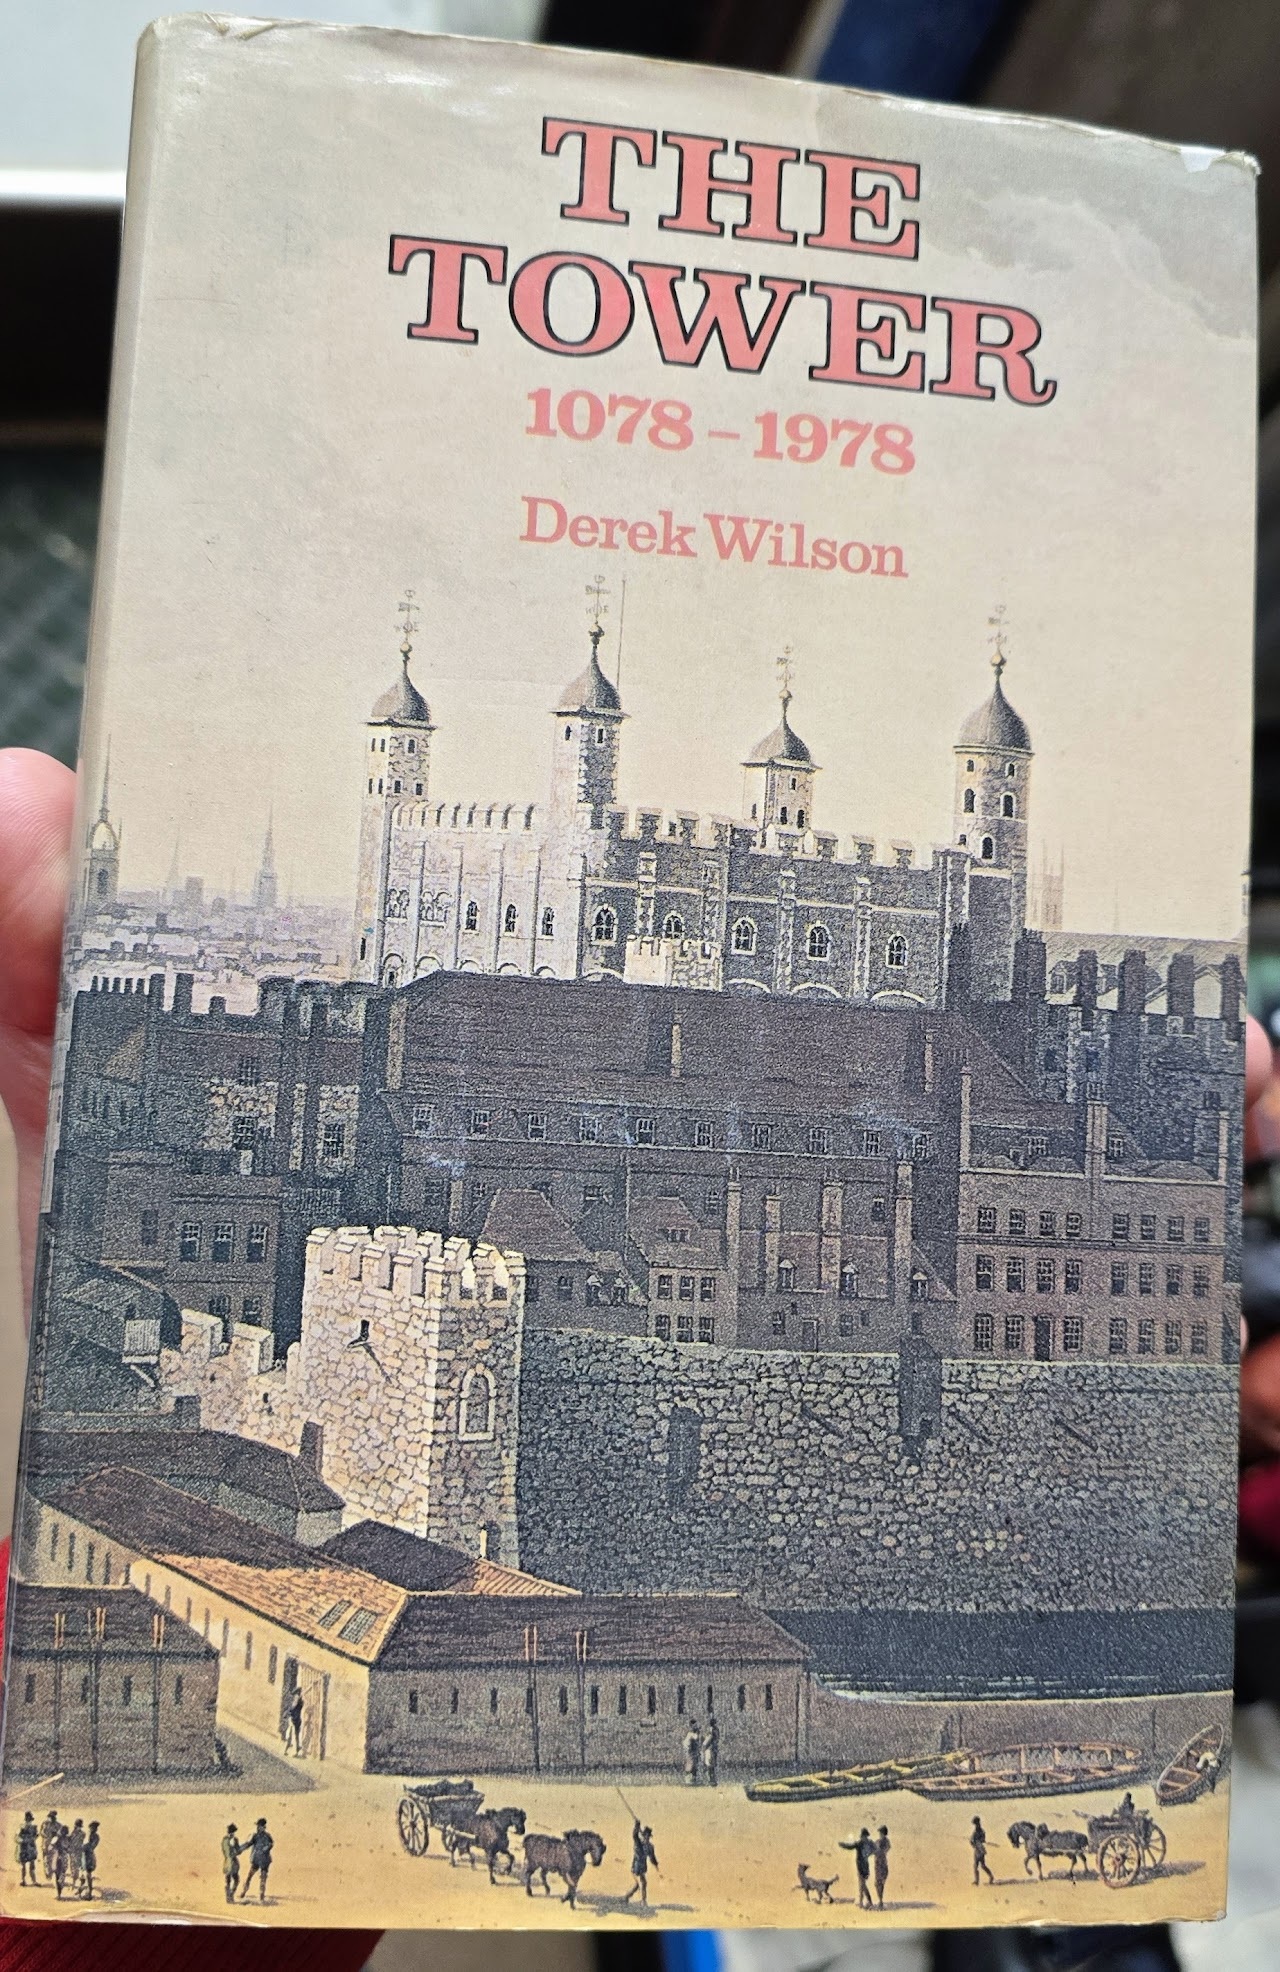 THE
TOWER
1078-1978
Derek Wilson